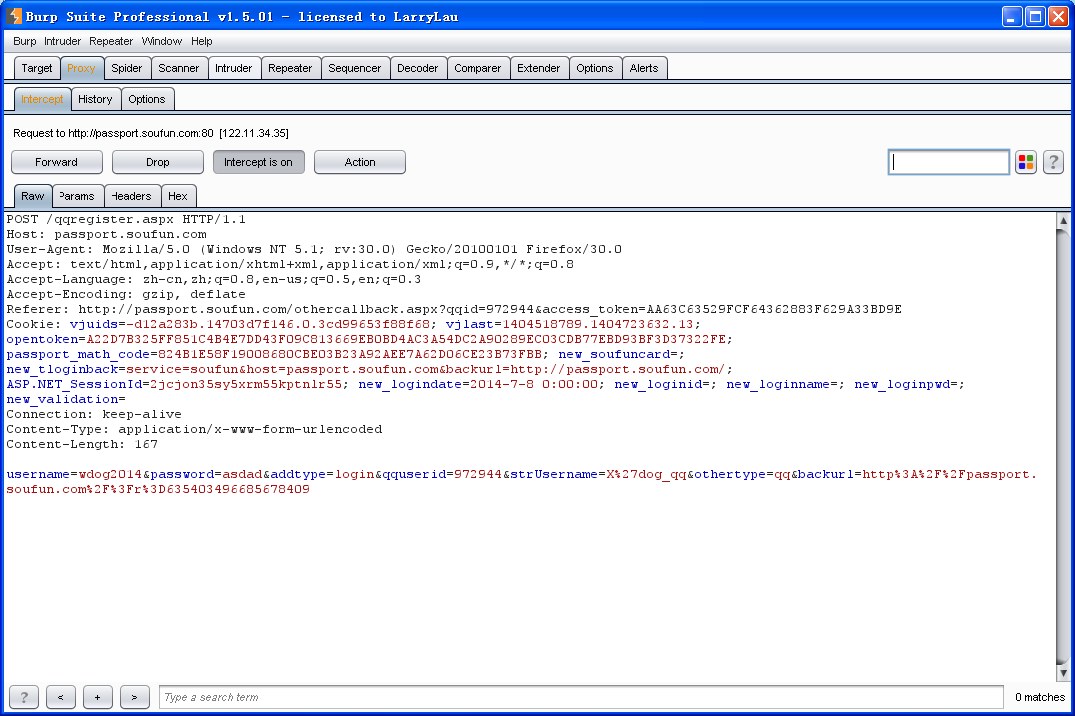 Burp Suite Professional v1.5.01 - licensed to LarryLau
Burp Intruder Repeater Window Help
Target Proxy Spider Scanner Intruder Repeater Sequencer Decoder Comparer Extender Options Alerts
Intercept History Options
Request to http://passport.soufun.com:80 [122.11.34.35]
Forward Drop Intercept is on Action ?
Raw Params Headers Hex
POST /qqregister.aspx HTTP/1.1
Host: passport.soufun.com
User-Agent: Mozilla/5.0 (Windows NT 5.1; rv:30.0) Gecko/20100101 Firefox/30.0
Accept: text/html,application/xhtml+xml,application/xml;q=0.9,*/*;q=0.8
Accept-Language: zh-cn,zh;q=0.8,en-us;q=0.5,en;q=0.3
Accept-Encoding: gzip, deflate
Referer: http://passport.soufun.com/othercallback.aspx?qqid=972944&access_token=AA63C63529FCF64362883F629A33BD9E
Cookie: vjuids=-d12a283b.14703d7f146.0.3cd99653f88f68; vjlast=1404518789.1404723632.13;
opentoken=A22D7B325FF851C4B4E7DD43F09C813669EB0BD4AC3A54DC2A90289EC03CDB77EBD93BF3D37322FE;
passport_math_code=824B1E58F19008680CBE03B23A92AEE7A62D06CE23B73FBB; new_soufuncard=;
new_tloginback=service=soufun&host=passport.soufun.com&backurl=http://passport.soufun.com/;
ASP.NET_SessionId=2jcjon35sy5xrm55kptnlr55; new_logindate=2014-7-8 0:00:00; new_loginid=; new_loginname=; new_loginpwd=;
new_validation=
Connection: keep-alive
Content-Type: application/x-www-form-urlencoded
Content-Length: 167
username=wdog2014&password=asdad&addtype=login&qquserid=972944&strUsername=X%27dog_qq&othertype=qq&backurl=http%3A%2F%2Fpassport.
soufun.com%2F%3Fr%3D635403496685678409
? < + > Type a search term 0 matches